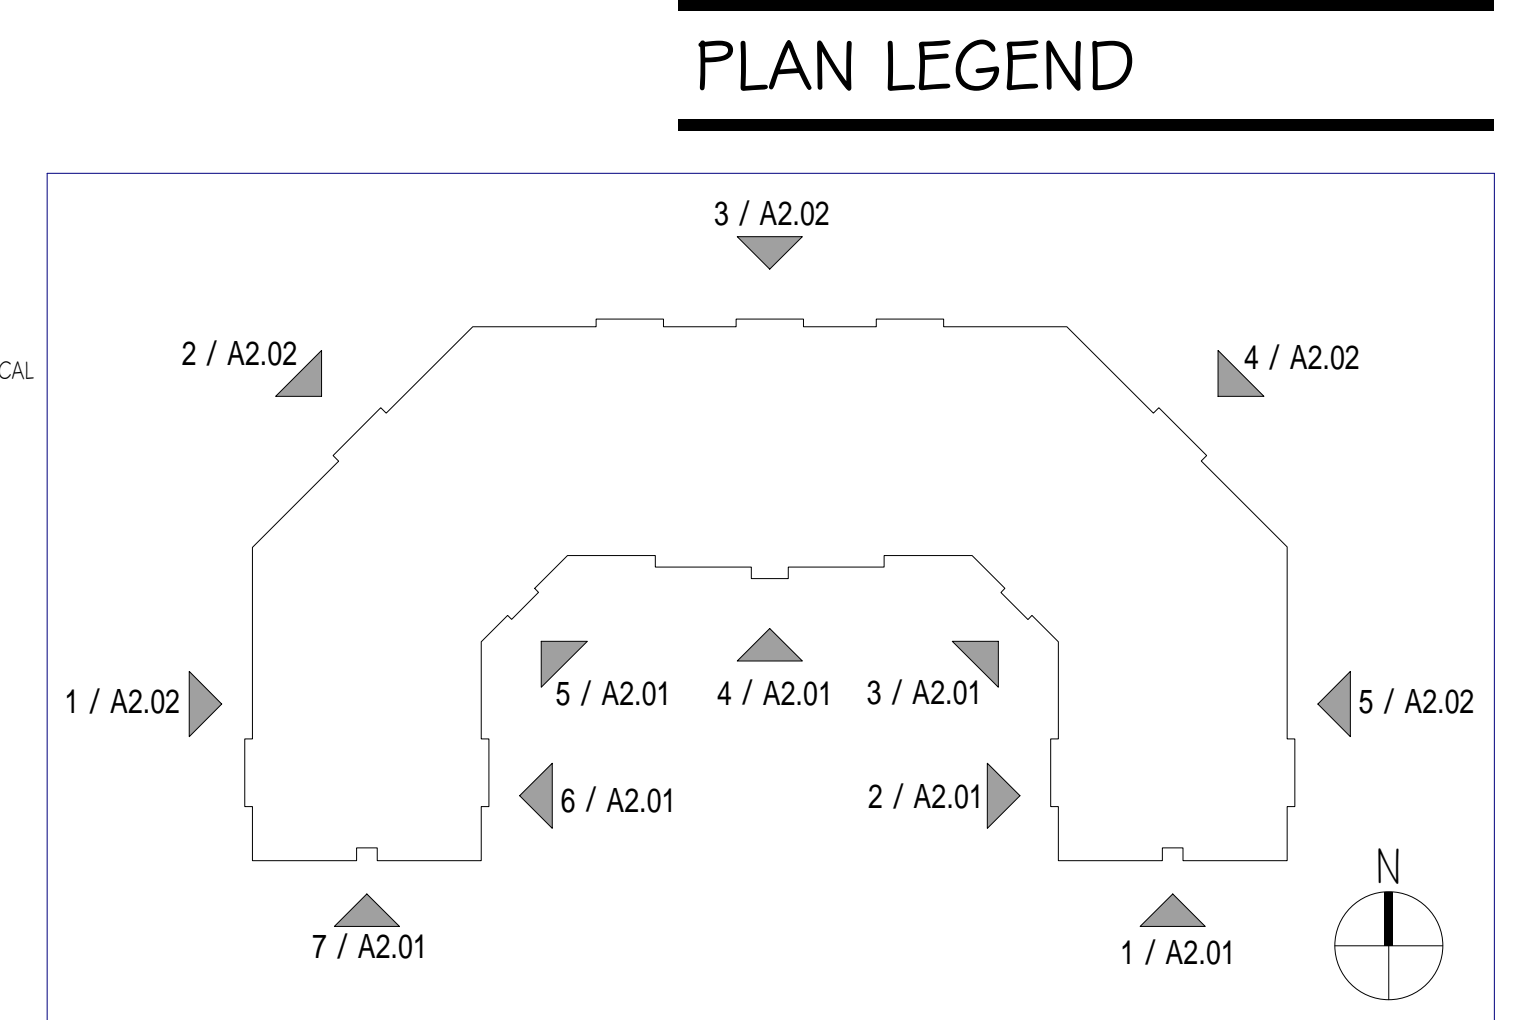 PLAN LEGEND
3 / A2.02
2 / A2.02
4 / A2.02
CAL
5 / A2.01
4 / A2.01
3 / A2.01
1 / A2.02
5 / A2.02
6 / A2.01
2 / A2.01
N
7 / A2.01
1 / A2.01